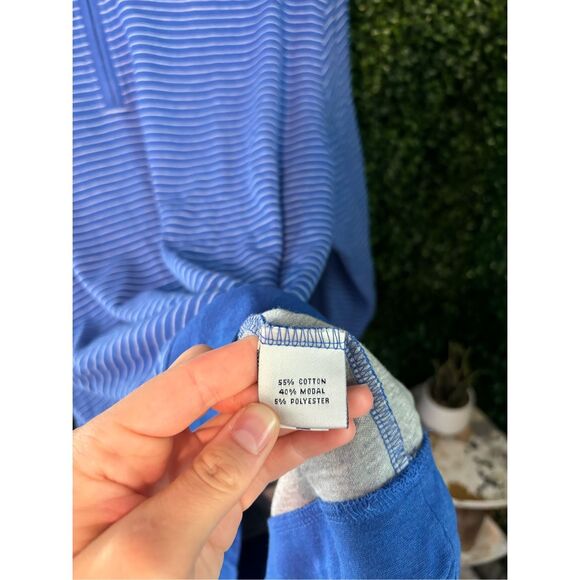 55% COTTON
40% MODAL
5% POLYESTER